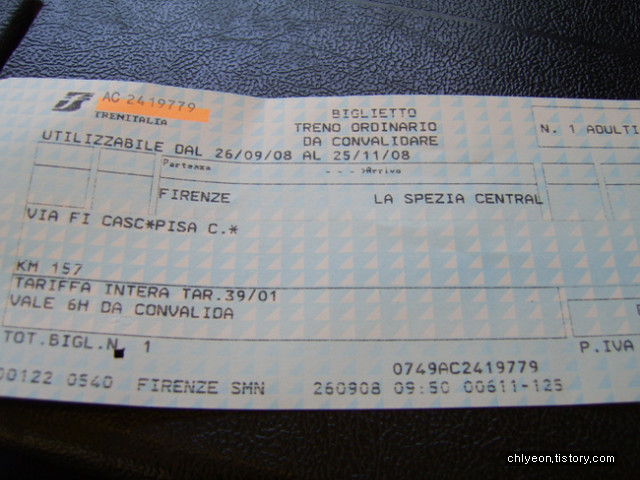 AC 2419779
TRENITALIA
BIGLIETTO
TRENO ORDINARIO
DA CONVALIDARE
N. 1 ADULTI
UTILIZZABILE DAL 26/09/08 AL 25/11/08
Partenza --->Arrivo
FIRENZE LA SPEZIA CENTRAL
VIA FI CASC*PISA C.*
KM 157
TARIFFA INTERA TAR.39/01
VALE 6H DA CONVALIDA
TOT.BIGL.N. 1
P.IVA
0749AC2419779
00122 0540 FIRENZE SMN 260908 09:50 00611-125
chlyeon.tistory.com